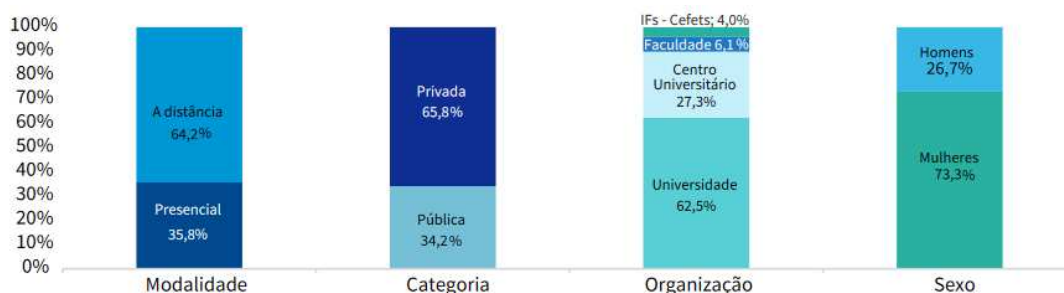 100%
90%
80%
70%
60%
50%
40%
30%
20%
10%
0%
A distância
64,2%
Presencial
35,8%
Modalidade
Privada
65,8%
Pública
34,2%
Categoria
IFs - Cefets; 4,0%
Faculdade 6,1%
Centro
Universitário
27,3%
Universidade
62,5%
Organização
Homens
26,7%
Mulheres
73,3%
Sexo